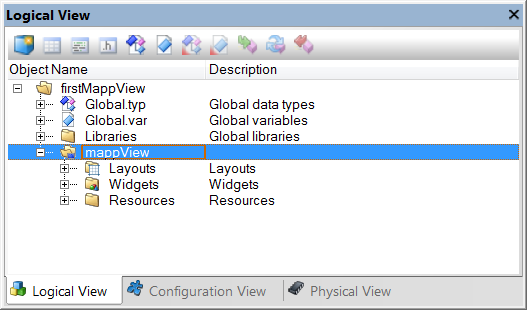 Logical View
Object Name Description
firstMappView
Global.typ Global data types
Global.var Global variables
Libraries Global libraries
mappView
Layouts Layouts
Widgets Widgets
Resources Resources
Logical View Configuration View Physical View